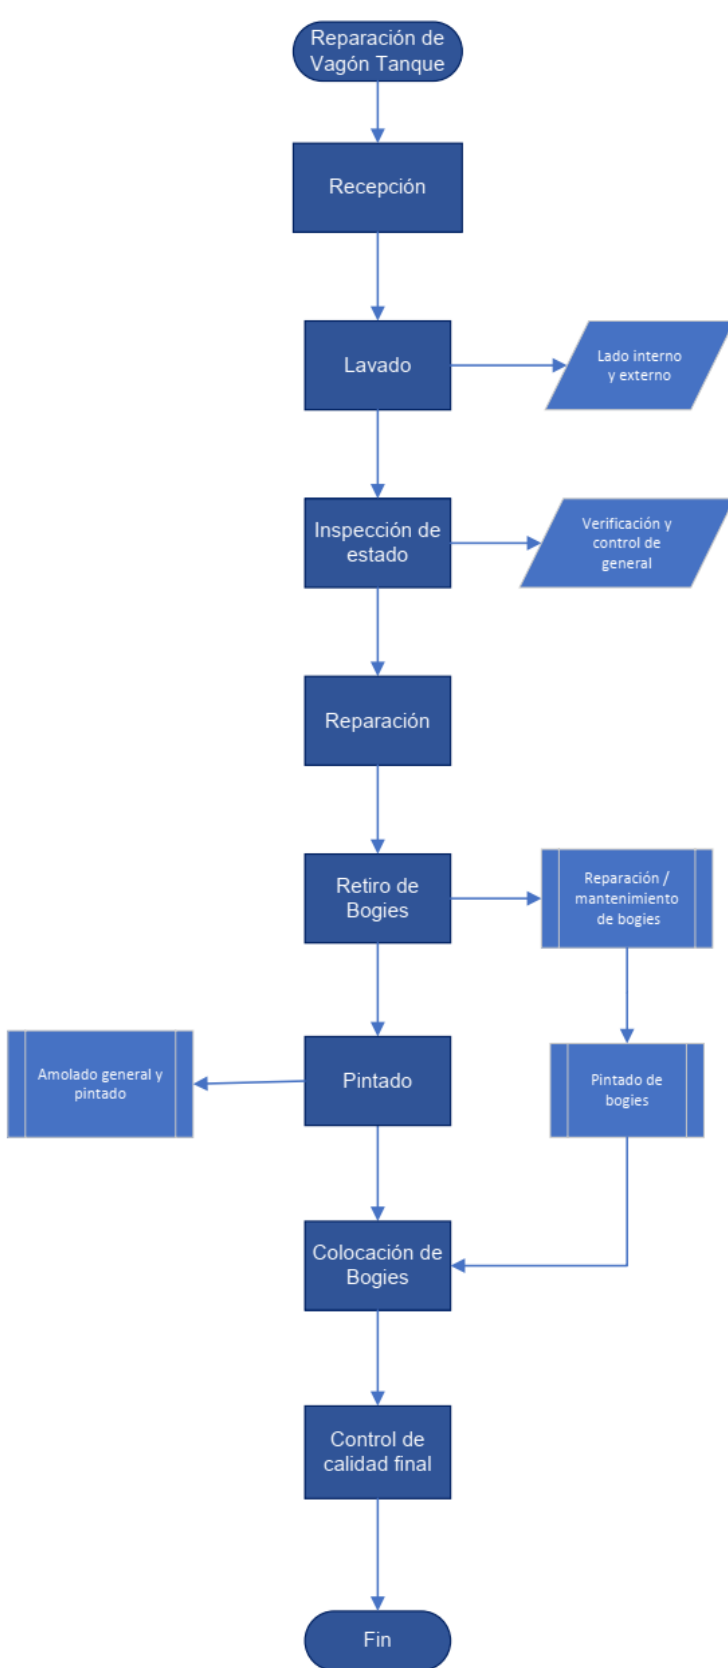 Reparación de
Vagón Tanque
Recepción
Lavado
Lado interno
y externo
Inspección de
estado
Verificación y
control de
general
Reparación
Retiro de
Bogies
Reparación /
mantenimiento
de bogies
Amolado general y
pintado
Pintado
Pintado de
bogies
Colocación de
Bogies
Control de
calidad final
Fin